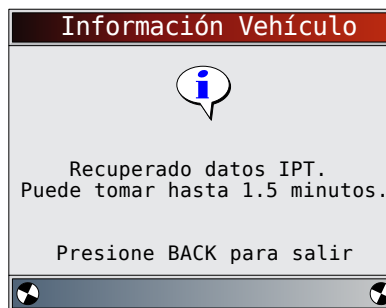 Información Vehículo
i
Recuperado datos IPT.
Puede tomar hasta 1.5 minutos.
Presione BACK para salir